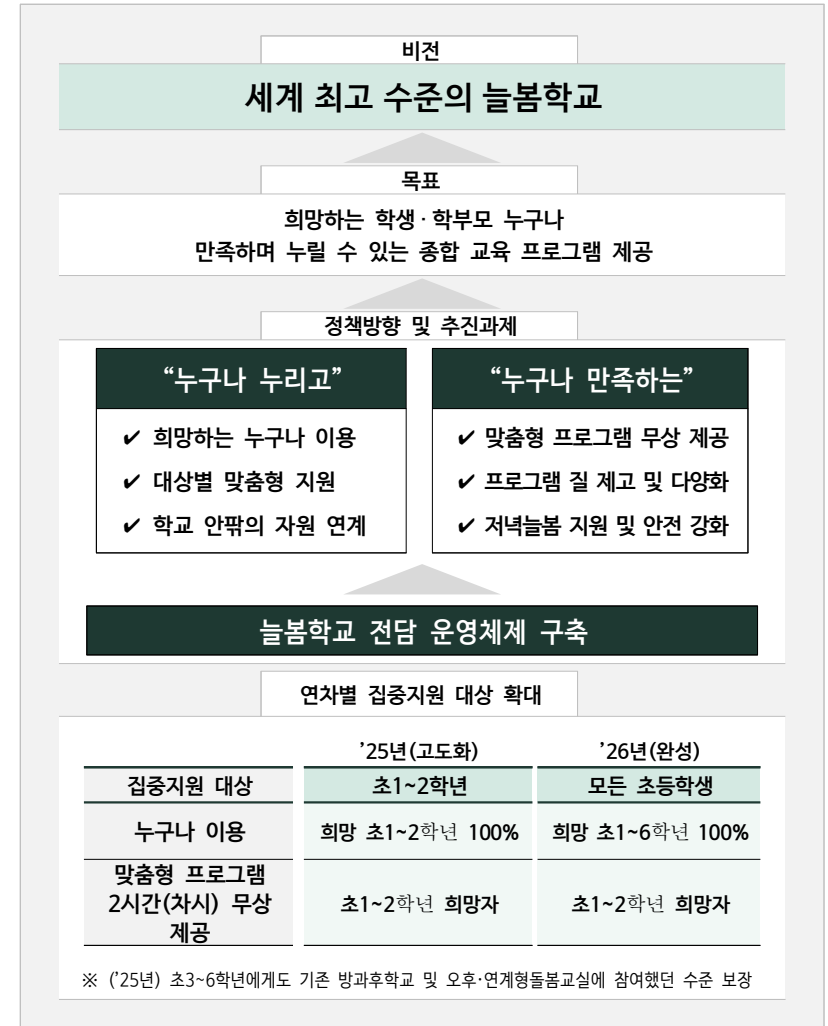 비전
세계 최고 수준의 늘봄학교
목표
희망하는 학생·학부모 누구나
만족하며 누릴 수 있는 종합 교육 프로그램 제공
정책방향 및 추진과제
“누구나 누리고”
✔ 희망하는 누구나 이용
✔ 대상별 맞춤형 지원
✔ 학교 안팎의 자원 연계
“누구나 만족하는”
✔ 맞춤형 프로그램 무상 제공
✔ 프로그램 질 제고 및 다양화
✔ 저녁늘봄 지원 및 안전 강화
늘봄학교 전담 운영체제 구축
연차별 집중지원 대상 확대
’25년(고도화) ’26년(완성)
집중지원 대상 초1~2학년 모든 초등학생
누구나 이용 희망 초1~2학년 100% 희망 초1~6학년 100%
맞춤형 프로그램
2시간(차시) 무상
제공
초1~2학년 희망자 초1~2학년 희망자
※ (’25년) 초3~6학년에게도 기존 방과후학교 및 오후·연계형돌봄교실에 참여했던 수준 보장